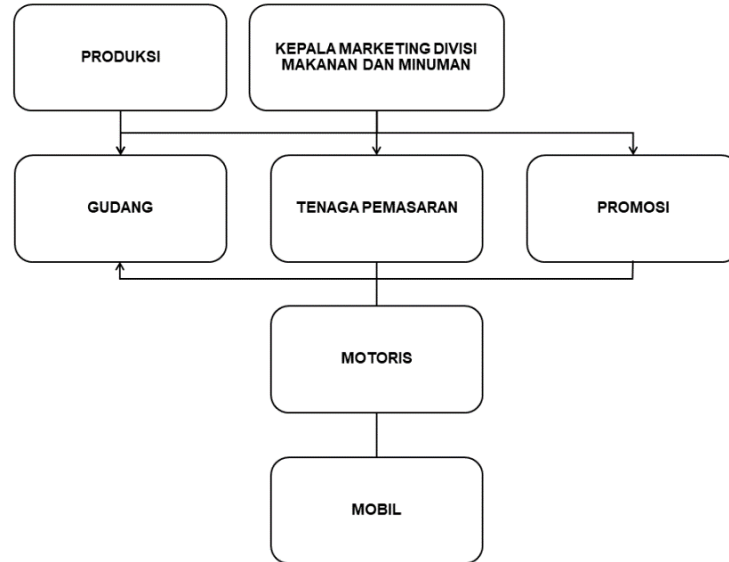 PRODUKSI
KEPALA MARKETING DIVISI
MAKANAN DAN MINUMAN
GUDANG
TENAGA PEMASARAN
PROMOSI
MOTORIS
MOBIL